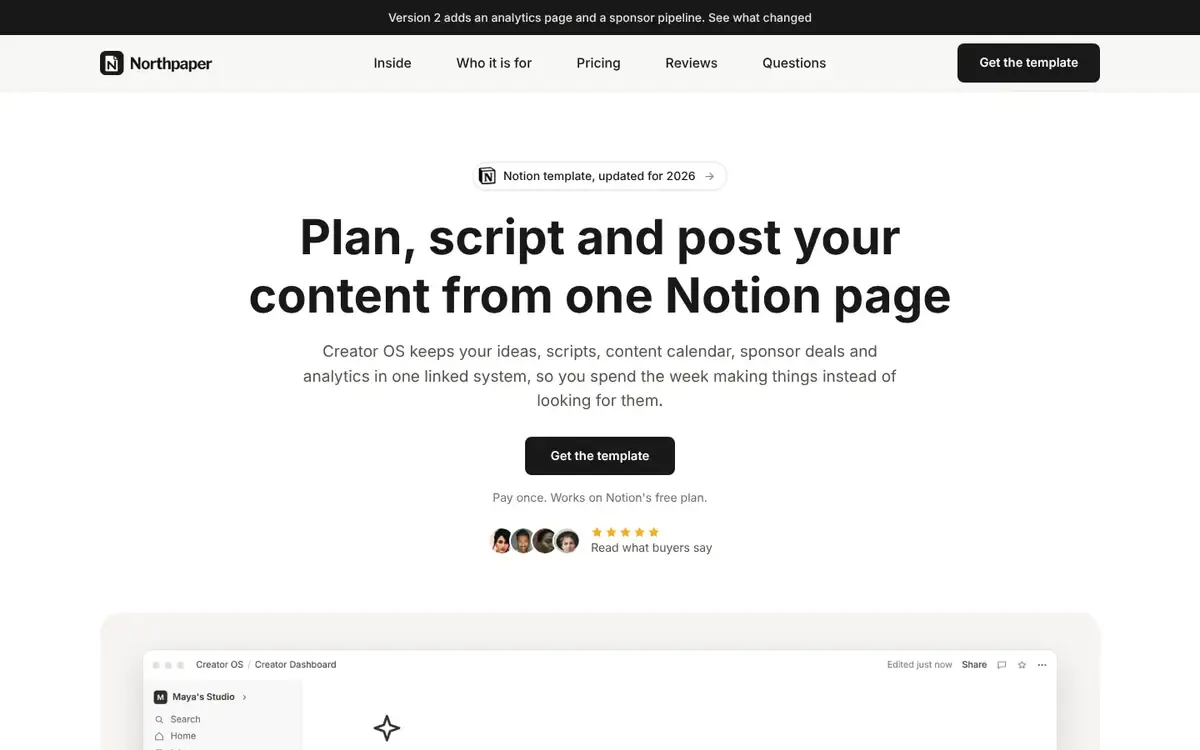 Version 2 adds an analytics page and a sponsor pipeline. See what changed
Northpaper
Inside
Who it is for
Pricing
Reviews
Questions
Get the template
Notion template, updated for 2026 →
Plan, script and post your
content from one Notion page
Creator OS keeps your ideas, scripts, content calendar, sponsor deals and
analytics in one linked system, so you spend the week making things instead of
looking for them.
Get the template
Pay once. Works on Notion's free plan.
Read what buyers say
Creator OS / Creator Dashboard
Edited just now
Share
M Maya's Studio
Search
Home